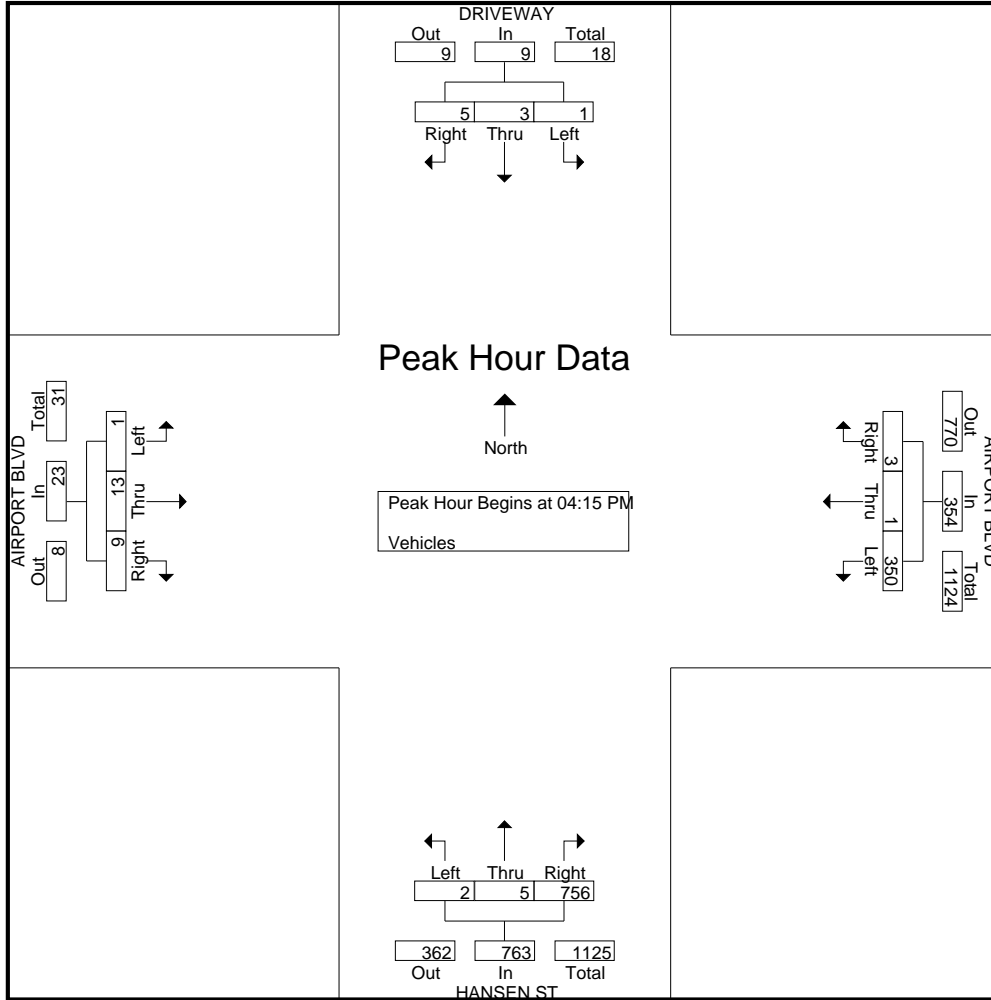 DRIVEWAY
Out In Total
9 9 18
5 3 1
Right Thru Left
Peak Hour Data
North
Peak Hour Begins at 04:15 PM
Vehicles
AIRPORT BLVD
Total In Out
31 23 8
1 13 9
Left Thru Right
Right Thru Left
3 1 350
Out In Total
770 354 1124
AIRPORT BLVD
Left Thru Right
2 5 756
362 763 1125
Out In Total
HANSEN ST